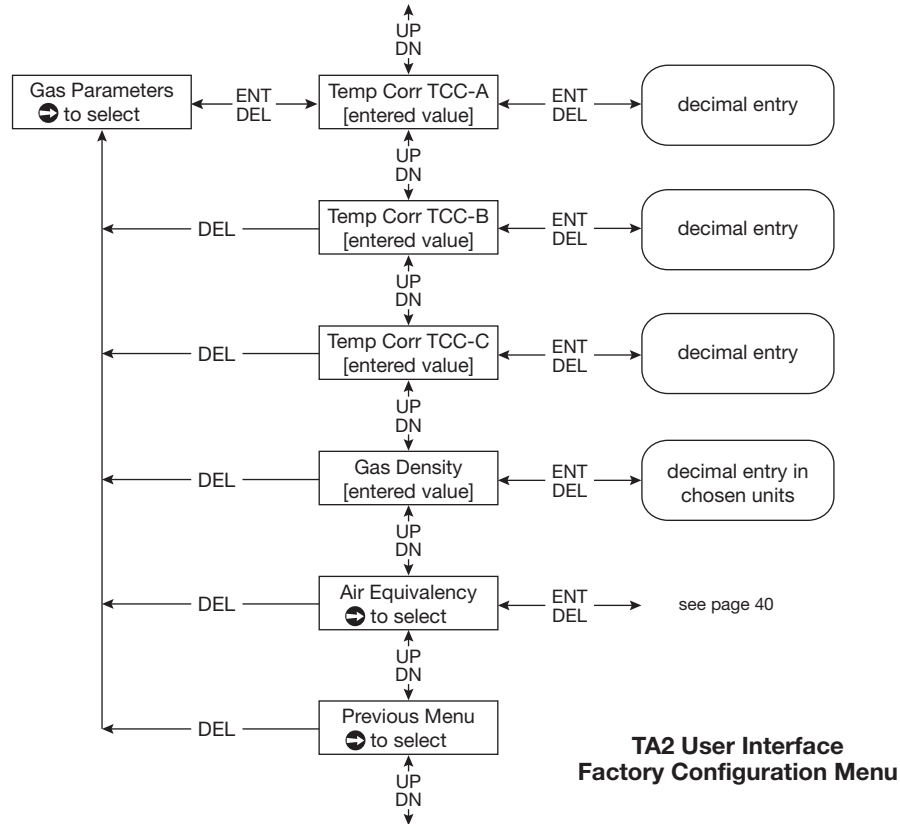 UP
DN
Gas Parameters
to select
ENT
DEL
Temp Corr TCC-A
[entered value]
ENT
DEL
decimal entry
UP
DN
DEL
Temp Corr TCC-B
[entered value]
ENT
DEL
decimal entry
UP
DN
DEL
Temp Corr TCC-C
[entered value]
ENT
DEL
decimal entry
UP
DN
DEL
Gas Density
[entered value]
ENT
DEL
decimal entry in
chosen units
UP
DN
DEL
Air Equivalency
to select
ENT
DEL
see page 40
UP
DN
DEL
Previous Menu
to select
UP
DN
TA2 User Interface
Factory Configuration Menu